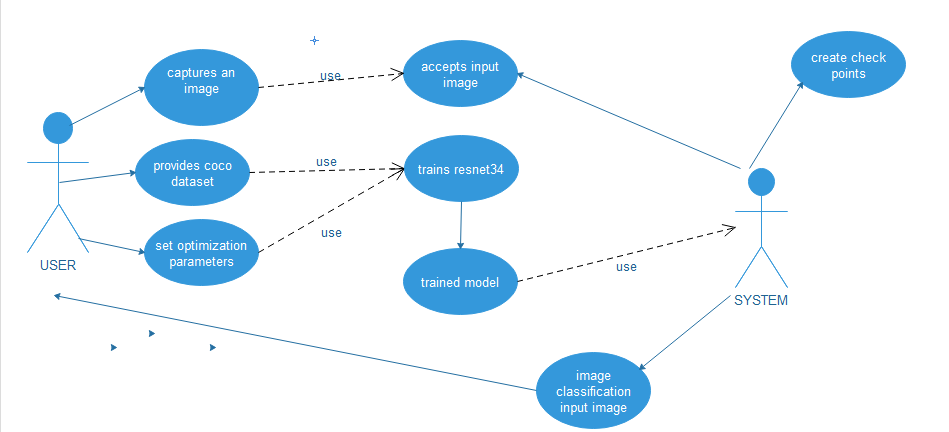 captures an
image
use
accepts input
image
create check
points
provides coco
dataset
use
trains resnet34
set optimization
parameters
use
USER
trained model
use
SYSTEM
image
classification
input image